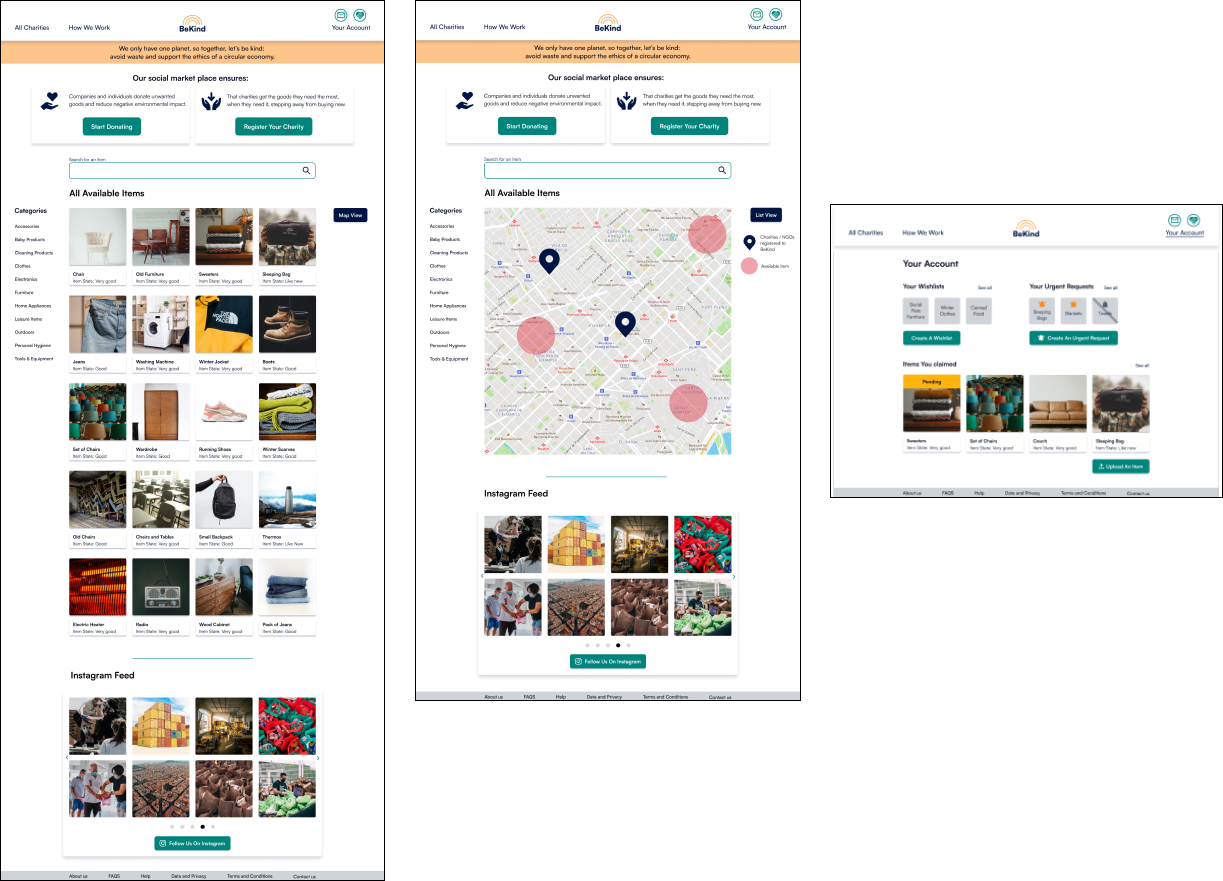 All Charities
How We Work
BeKind
Your Account
We only have one planet, so together, let's be kind:
avoid waste and support the ethics of a circular economy.
Our social market place ensures:
Companies and individuals donate unwanted
goods and reduce negative environmental impact.
Start Donating
That charities get the goods they need the most,
when they need it, stepping away from buying new.
Register Your Charity
Search for an item
All Available Items
Map View
Categories
Accessories
Baby Products
Cleaning Products
Clothes
Electronics
Furniture
Home Appliances
Leisure Items
Outdoors
Personal Hygiene
Tools & Equipment
Chair
Item State: Very good
Old Furniture
Item State: Very good
Sweaters
Item State: Very good
Sleeping Bag
Item State: Like new
Jeans
Item State: Very good
Washing Machine
Item State: Very good
THE NORTH FACE
Winter Jacket
Item State: Very good
Boots
Item State: Good
Set of Chairs
Item State: Good
Wardrobe
Item State: Good
Running Shoes
Item State: Very good
Winter Scarves
Item State: Very good
Old Chairs
Item State: Good
Chairs and Tables
Item State: Very good
Small Backpack
Item State: Good
Thermos
Item State: Like New
Electric Heater
Item State: Very good
Radio
Item State: Very good
Wood Cabinet
Item State: Very good
Pack of Jeans
Item State: Good
Instagram Feed
Follow Us On Instagram
About us
FAQS
Help
Data and Privacy
Terms and Conditions
Contact us
All Charities
How We Work
BeKind
Your Account
We only have one planet, so together, let's be kind:
avoid waste and support the ethics of a circular economy.
Our social market place ensures:
Companies and individuals donate unwanted
goods and reduce negative environmental impact.
Start Donating
That charities get the goods they need the most,
when they need it, stepping away from buying new.
Register Your Charity
Search for an item
All Available Items
List View
Categories
Accessories
Baby Products
Cleaning Products
Clothes
Electronics
Furniture
Home Appliances
Leisure Items
Outdoors
Personal Hygiene
Tools & Equipment
Charities / NGOs
registered to
BeKind
Available item
Instagram Feed
Follow Us On Instagram
About us
FAQS
Help
Data and Privacy
Terms and Conditions
Contact us
All Charities
How We Work
BeKind
Your Account
Your Account
Your Wishlists
See all
Social
Flats
Furniture
Winter
Clothes
Canned
Food
Create A Wishlist
Your Urgent Requests
See all
Sleeping
Bags
Blankets
Towels
Create An Urgent Request
Items You claimed
See all
Pending
Sweaters
Item State: Very good
Set of Chairs
Item State: Good
Couch
Item State: Very good
Sleeping Bag
Item State: Like new
Upload An Item
About us
FAQS
Help
Data and Privacy
Terms and Conditions
Contact us